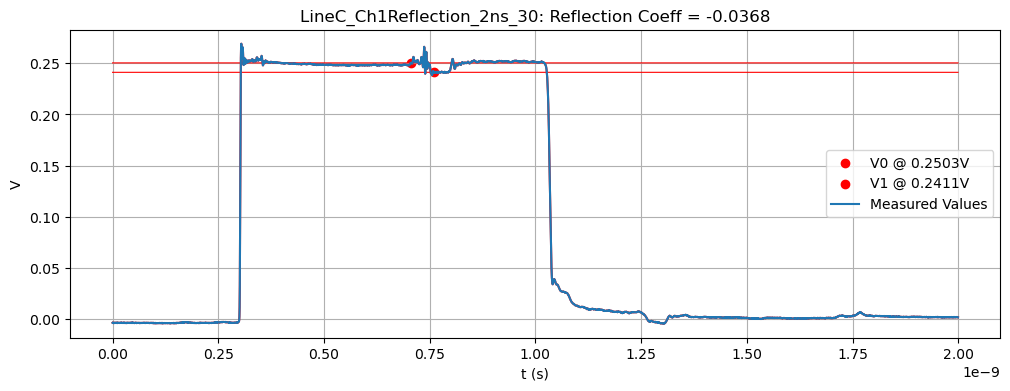 LineC_Ch1Reflection_2ns_30: Reflection Coeff = -0.0368
V
0.25
0.20
0.15
0.10
0.05
0.00
V0 @ 0.2503V
V1 @ 0.2411V
Measured Values
0.00 0.25 0.50 0.75 1.00 1.25 1.50 1.75 2.00
t (s)
1e−9